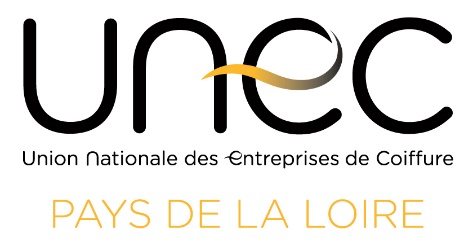 unec
Union Nationale des Entreprises de Coiffure
PAYS DE LA LOIRE